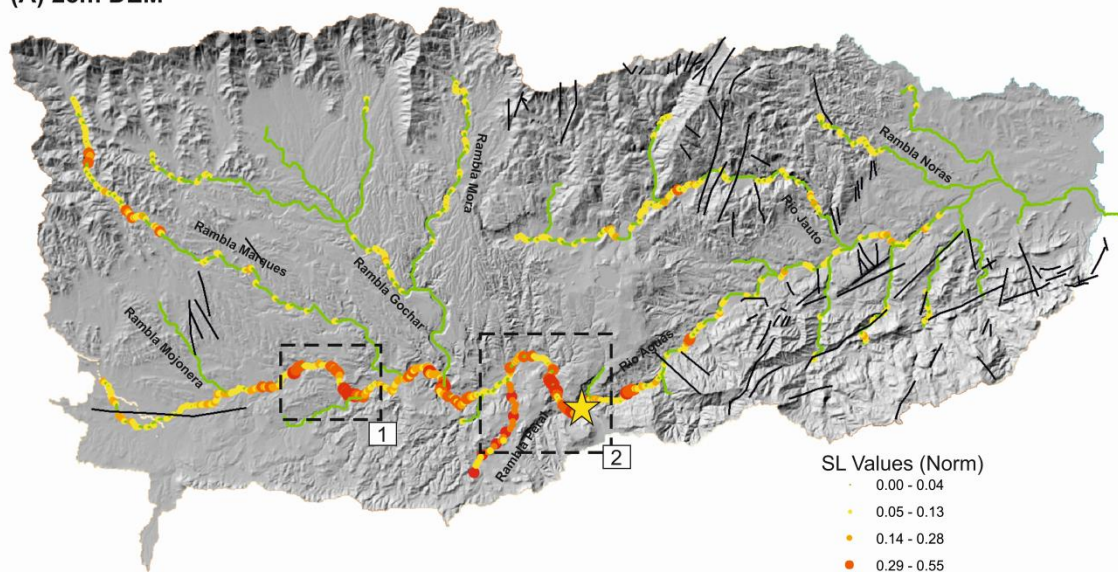 (A) 25m DEM
Rambla Mora
Rambla Noras
Rio Jauto
Rambla Marques
Rambla Gochar
Rambla Mojonera
Rio Aguas
Rambla Peral
1
2
SL Values (Norm)
0.00 - 0.04
0.05 - 0.13
0.14 - 0.28
0.29 - 0.55